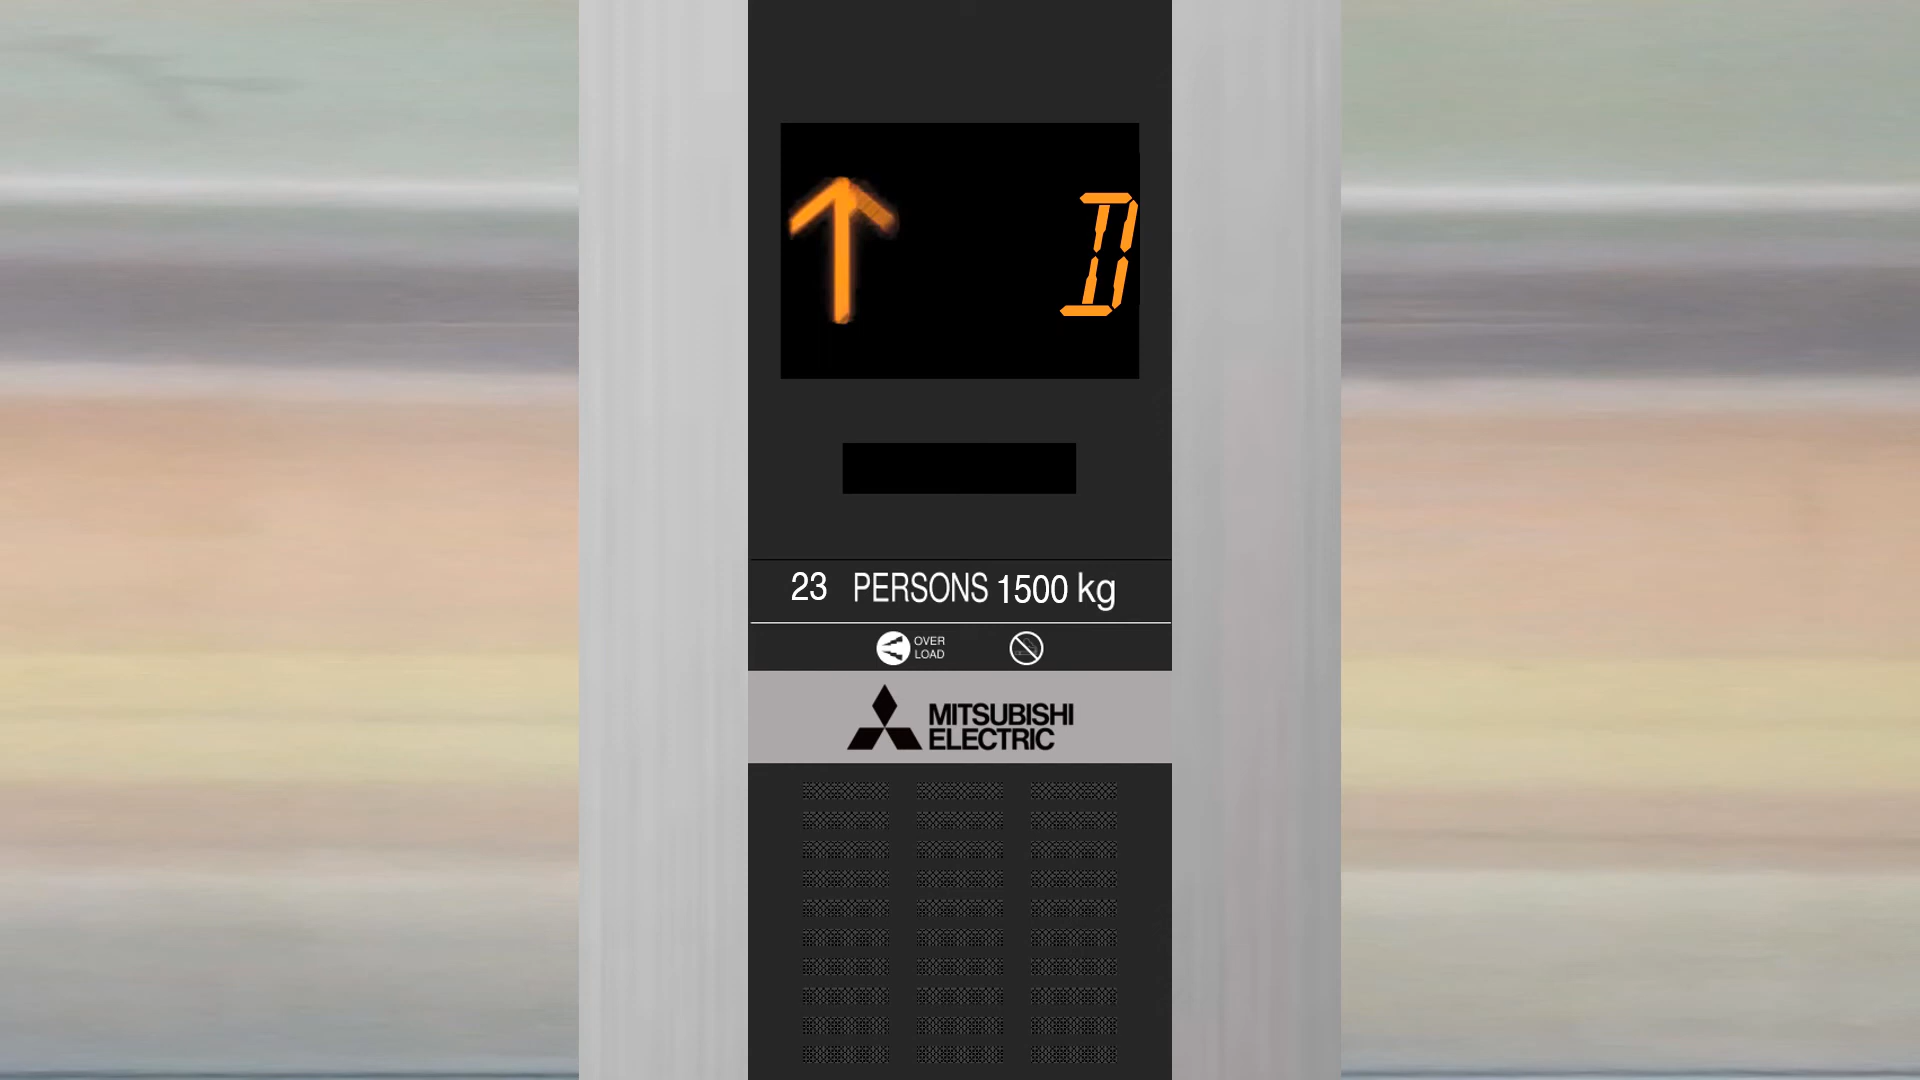 ↑ D
23 PERSONS 1500 kg
OVER
LOAD
MITSUBISHI
ELECTRIC